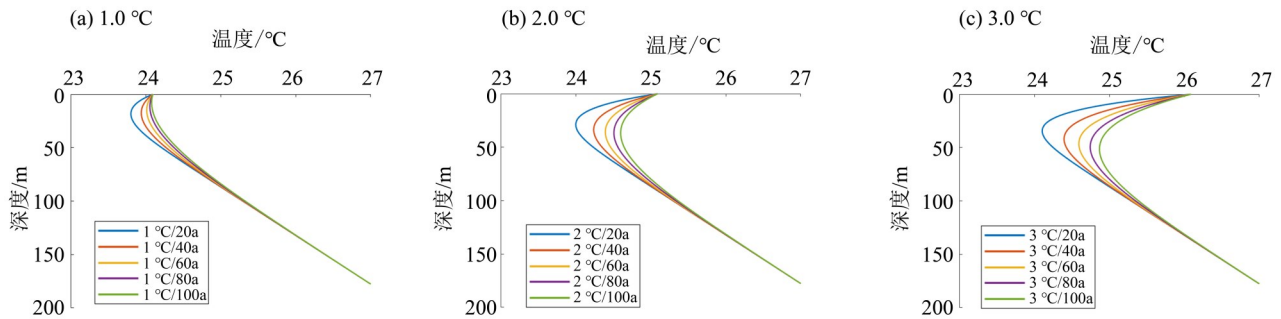 (a) 1.0 ℃
温度/℃
23 24 25 26 27
0
50
100
150
200
深度/m
1 ℃/20a
1 ℃/40a
1 ℃/60a
1 ℃/80a
1 ℃/100a
(b) 2.0 ℃
温度/℃
23 24 25 26 27
0
50
100
150
200
深度/m
2 ℃/20a
2 ℃/40a
2 ℃/60a
2 ℃/80a
2 ℃/100a
(c) 3.0 ℃
温度/℃
23 24 25 26 27
0
50
100
150
200
深度/m
3 ℃/20a
3 ℃/40a
3 ℃/60a
3 ℃/80a
3 ℃/100a